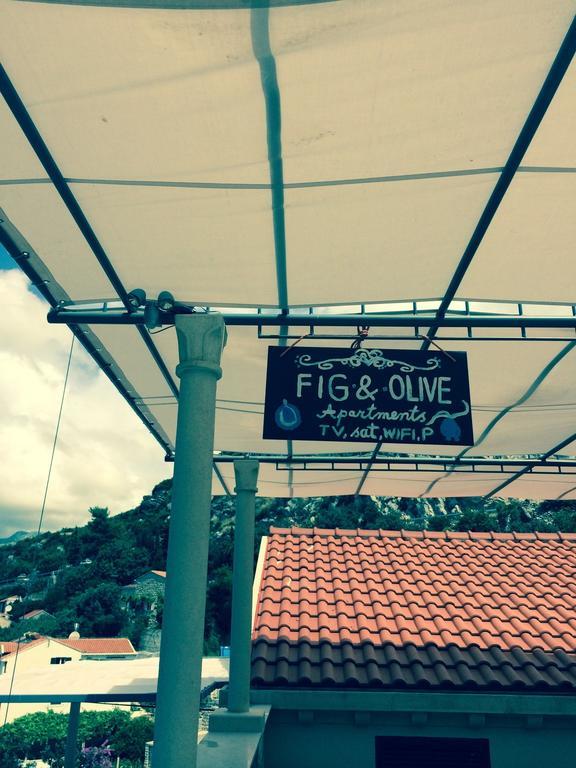 FIG & OLIVE
Apartments
TV, sat, WiFi, P